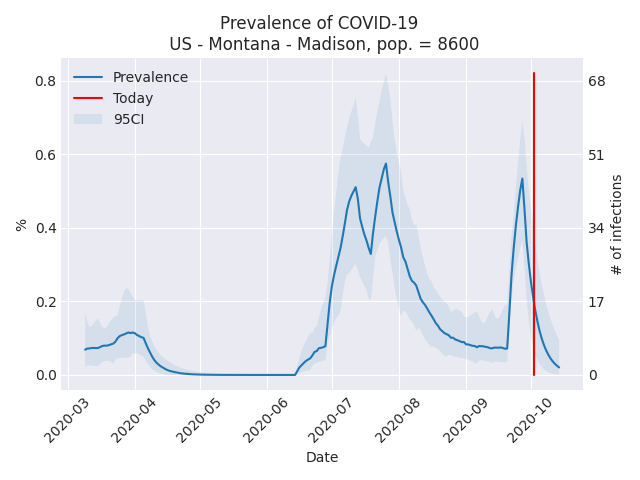 Prevalence of COVID-19
US - Montana - Madison, pop. = 8600
Prevalence
Today
95CI
0.8
0.6
0.4
0.2
0.0
%
68
51
34
17
0
# of infections
2020-03
2020-04
2020-05
2020-06
2020-07
2020-08
2020-09
2020-10
Date